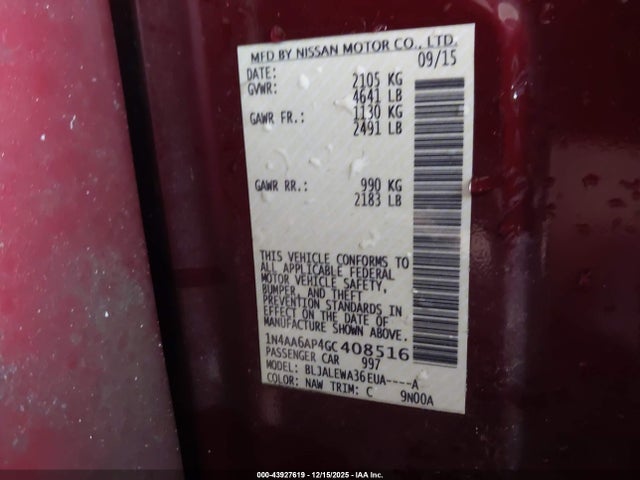 MFD BY NISSAN MOTOR CO., LTD.
DATE: 09/15
GVWR: 2105 KG
4641 LB
GAWR FR.: 1130 KG
2491 LB
GAWR RR.: 990 KG
2183 LB
THIS VEHICLE CONFORMS TO
ALL APPLICABLE FEDERAL
MOTOR VEHICLE SAFETY,
BUMPER, AND THEFT
PREVENTION STANDARDS IN
EFFECT ON THE DATE OF
MANUFACTURE SHOWN ABOVE.
1N4AA6AP4GC408516
PASSENGER CAR 997
MODEL: BLJALEWA36EUA----A
COLOR: NAW TRIM: C 9N00A
000-43927619 - 12/15/2025 - IAA Inc.